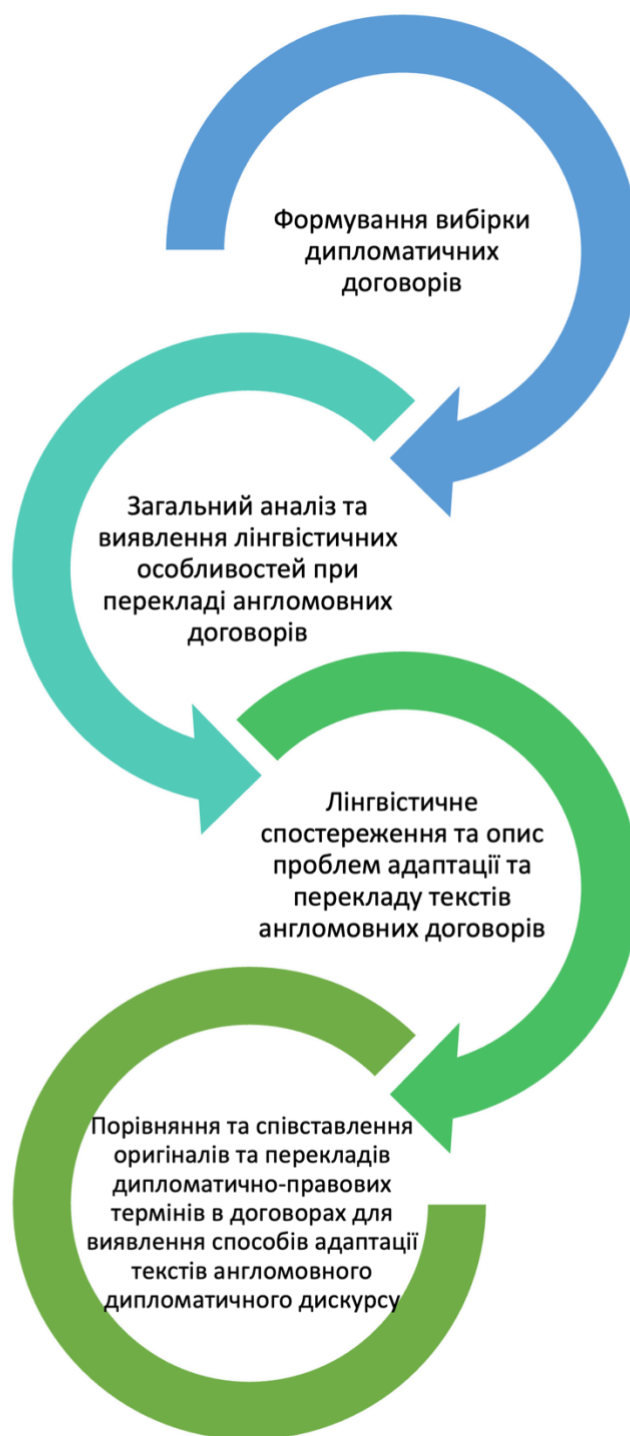 Формування вибірки
дипломатичних
договорів
Загальний аналіз та
виявлення лінгвістичних
особливостей при
перекладі англомовних
договорів
Лінгвістичне
спостереження та опис
проблем адаптації та
перекладу текстів
англомовних договорів
Порівняння та співставлення
оригіналів та перекладів
дипломатично-правових
термінів в договорах для
виявлення способів адаптації
текстів англомовного
дипломатичного дискурсу